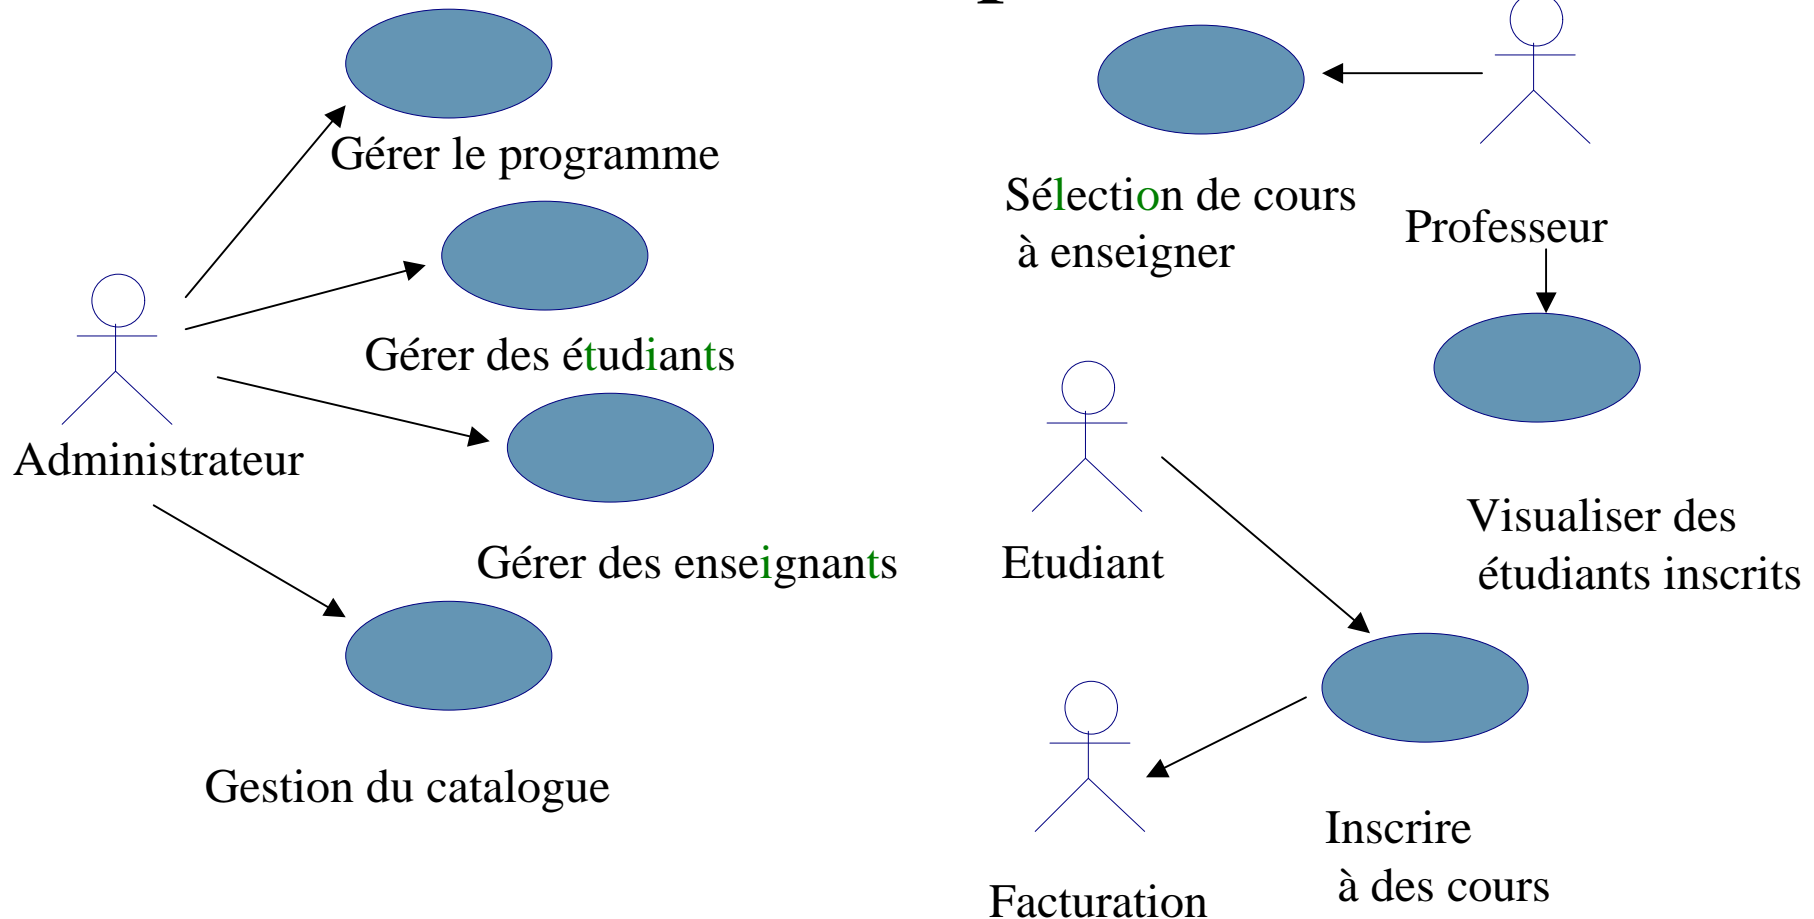 Gérer le programme
Gérer des étudiants
Administrateur
Gérer des enseignants
Gestion du catalogue
Sélection de cours
à enseigner
Professeur
Visualiser des
étudiants inscrits
Etudiant
Inscrire
à des cours
Facturation